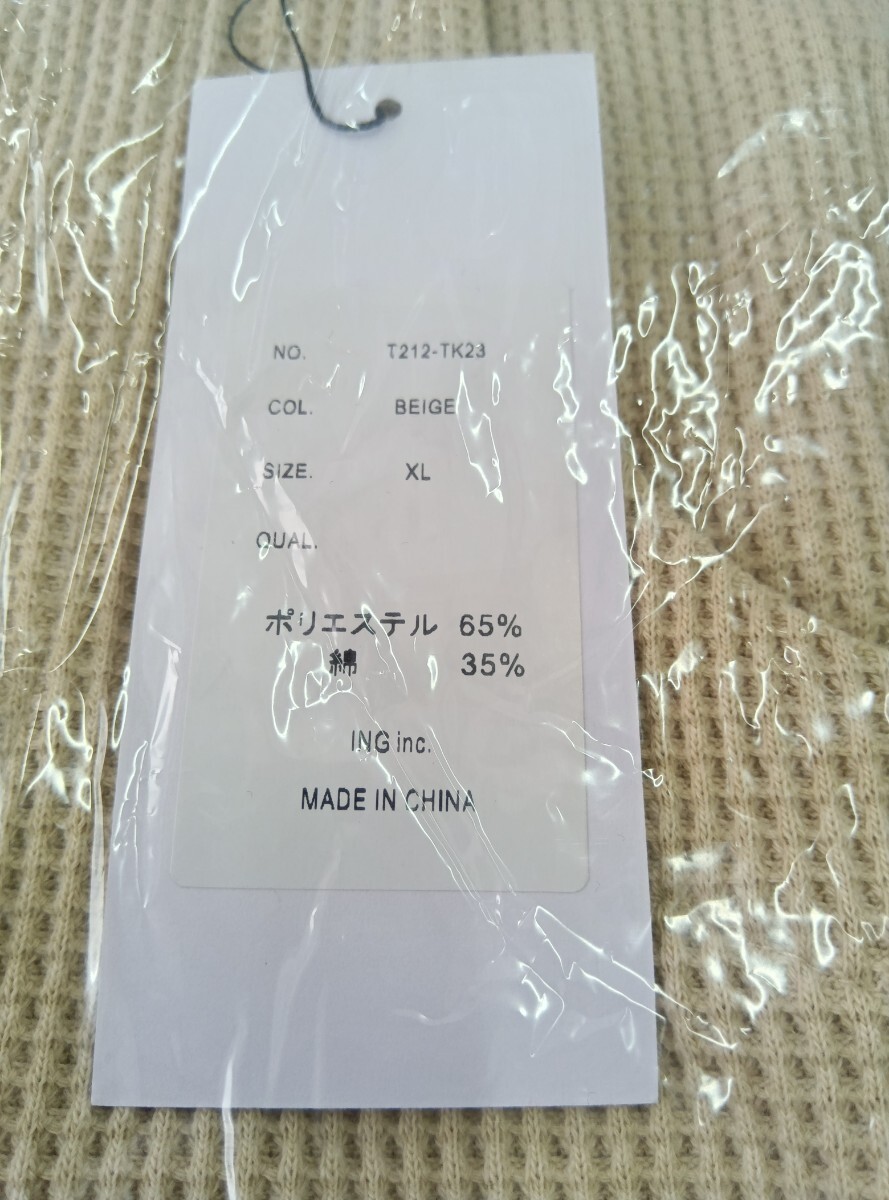 NO. T212-TK23
COL. BEIGE
SIZE. XL
QUAL.
ポリエステル 65%
綿 35%
ING inc.
MADE IN CHINA